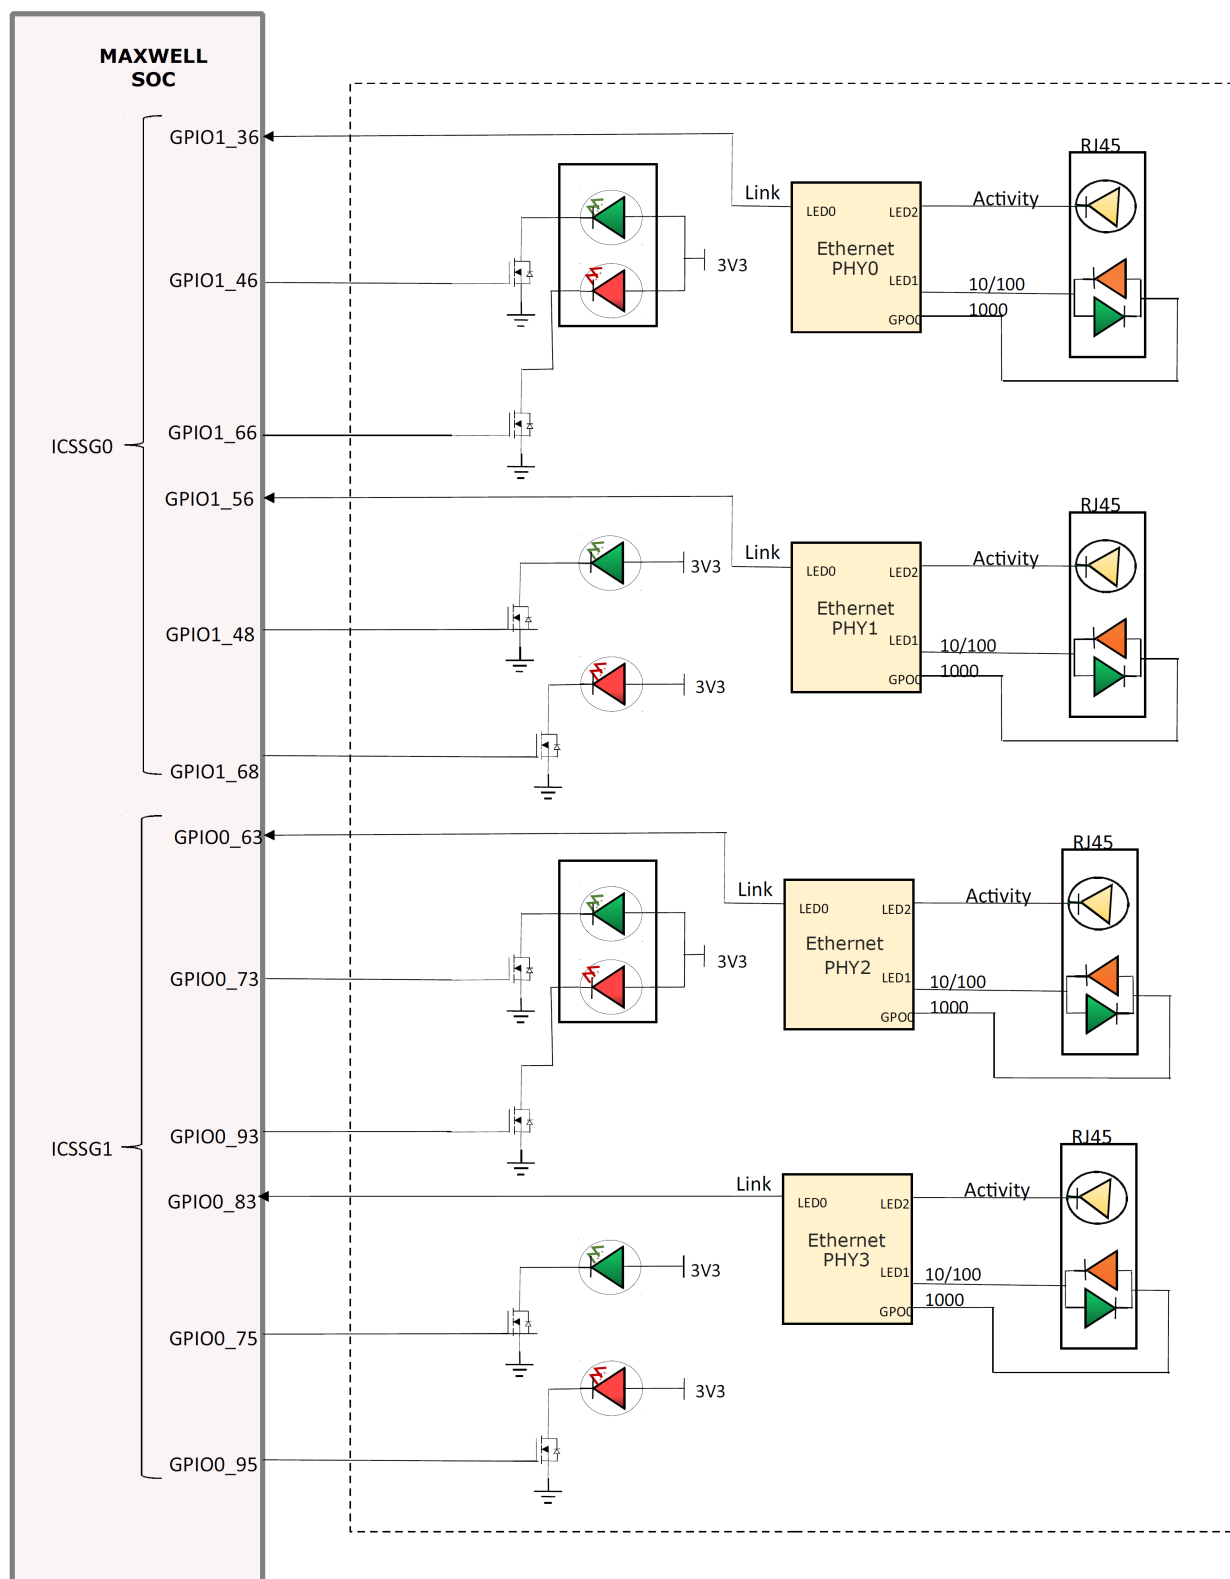 MAXWELL
SOC
GPIO1_36
RJ45
Link
LED0
LED2
Activity
Ethernet
PHY0
3V3
GPIO1_46
LED1
10/100
1000
GPO0
GPIO1_66
ICSSG0
GPIO1_56
RJ45
Link
LED0
LED2
Activity
3V3
Ethernet
PHY1
GPIO1_48
LED1
10/100
1000
GPO0
3V3
GPIO1_68
GPIO0_63
RJ45
Link
LED0
LED2
Activity
Ethernet
PHY2
3V3
GPIO0_73
LED1
10/100
1000
GPO0
GPIO0_93
ICSSG1
RJ45
GPIO0_83
Link
LED0
LED2
Activity
Ethernet
PHY3
3V3
LED1
10/100
1000
GPO0
GPIO0_75
3V3
GPIO0_95